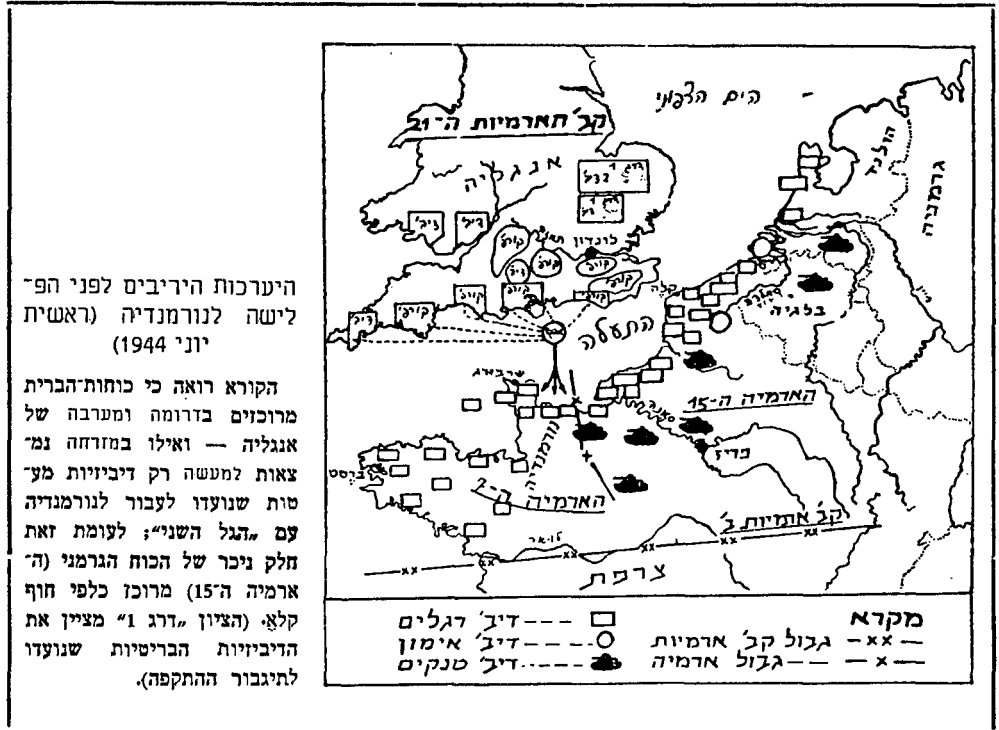 היערכות היריבים לפני הפ־
לישה לנורמנדיה (ראשית
יוני 1944)
הקורא רואה כי כוחות־הברית
מרוכזים בדרומה ומערבה של
אנגליה — ואילו במזרחה נמ־
צאות למעשה רק דיביזיות מע־
טות שנועדו לעבור לנורמנדיה
עם „הגל השני״; לעומת זאת
חלק ניכר של הכוח הגרמני (ה־
ארמיה ה־15) מרוכז כלפי חוף
קלא. (הציון „דרג 1״ מציין את
הדיביזיות הבריטיות שנועדו
לתיגבור ההתקפה).
הים הצפוני
קב' הארמיות ה־21
אנגליה
הולנד
גרמניה
דיב'
דיב'
לונדון
קלה
התעלה
בלגיה
שרבורג
נורמנדיה
הארמיה ה-15
פריז
ברסט
הארמיה ה-7
קב' ארמיות ב'
לואר
צרפת
מקרא
דיב' רגלים
דיב' אימון
דיב' טנקים
גבול קב' ארמיות
גבול ארמיה